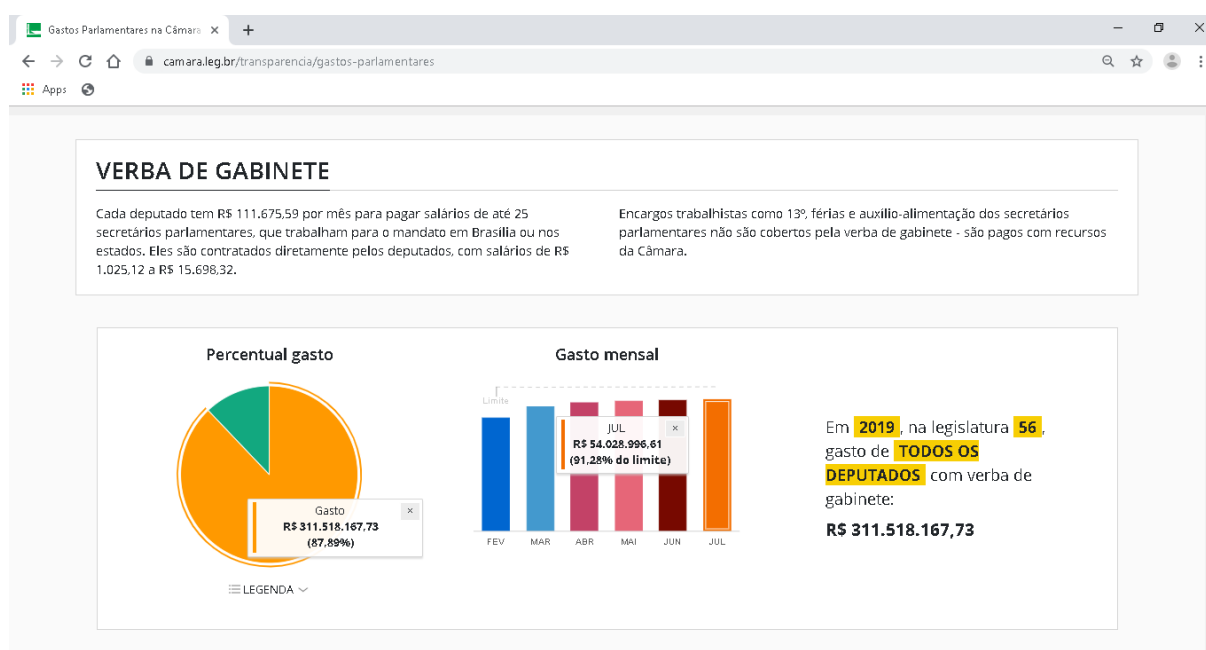 Gastos Parlamentares na Câmara
camara.leg.br/transparencia/gastos-parlamentares
Apps
VERBA DE GABINETE
Cada deputado tem R$ 111.675,59 por mês para pagar salários de até 25
secretários parlamentares, que trabalham para o mandato em Brasília ou nos
estados. Eles são contratados diretamente pelos deputados, com salários de R$
1.025,12 a R$ 15.698,32.
Encargos trabalhistas como 13º, férias e auxílio-alimentação dos secretários
parlamentares não são cobertos pela verba de gabinete - são pagos com recursos
da Câmara.
Percentual gasto
Gasto
R$ 311.518.167,73
(87,89%)
LEGENDA
Gasto mensal
Limite
JUL
R$ 54.028.996,61
(91,28% do limite)
FEV MAR ABR MAI JUN JUL
Em 2019, na legislatura 56,
gasto de TODOS OS
DEPUTADOS com verba de
gabinete:
R$ 311.518.167,73